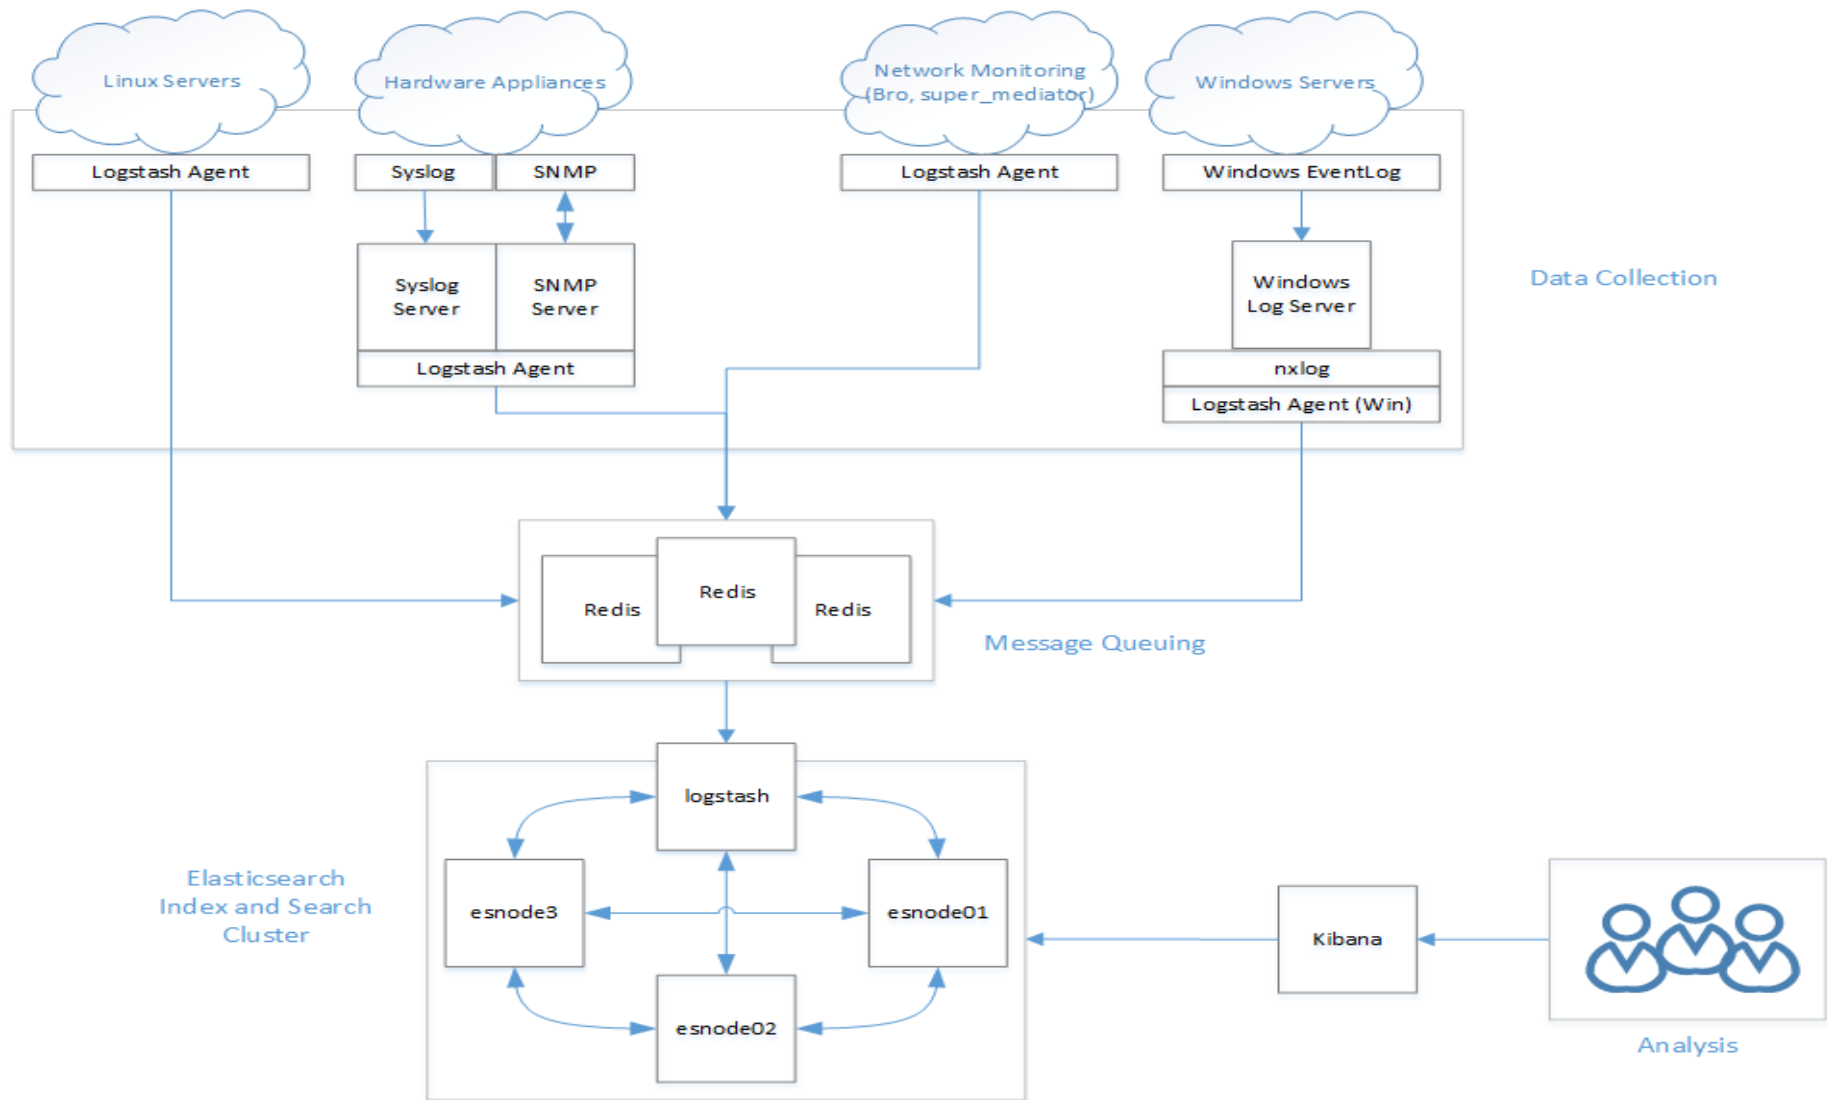 Linux Servers
Hardware Appliances
Network Monitoring
(Bro, super_mediator)
Windows Servers
Logstash Agent
Syslog
SNMP
Logstash Agent
Windows EventLog
Syslog
Server
SNMP
Server
Windows
Log Server
Data Collection
Logstash Agent
nxlog
Logstash Agent (Win)
Redis
Redis
Redis
Message Queuing
logstash
Elasticsearch
Index and Search
Cluster
esnode3
esnode01
Kibana
esnode02
Analysis